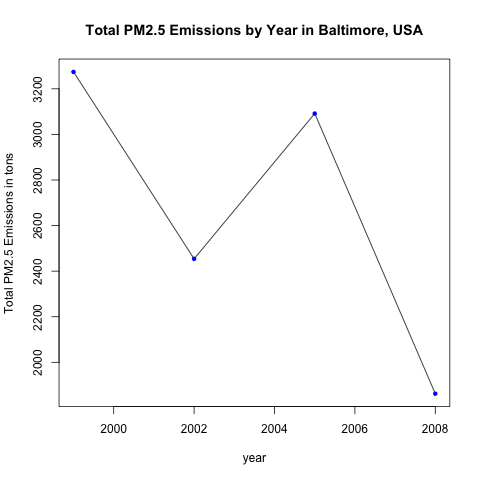 Total PM2.5 Emissions by Year in Baltimore, USA
Total PM2.5 Emissions in tons
3200
3000
2800
2600
2400
2200
2000
2000 2002 2004 2006 2008
year